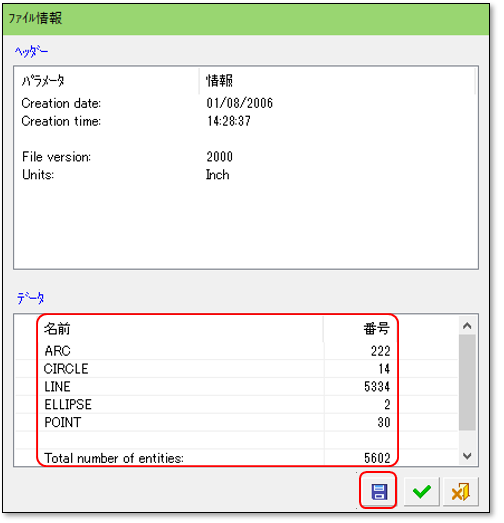 ﾌｧｲﾙ情報
ﾍｯﾀﾞｰ
ﾊﾟﾗﾒｰﾀ 情報
Creation date: 01/08/2006
Creation time: 14:28:37
File version: 2000
Units: Inch
ﾃﾞｰﾀ
名前 番号
ARC 222
CIRCLE 14
LINE 5334
ELLIPSE 2
POINT 30
Total number of entities: 5602